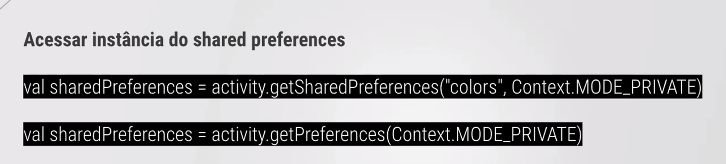 Acessar instância do shared preferences
val sharedPreferences = activity.getSharedPreferences("colors", Context.MODE_PRIVATE)
val sharedPreferences = activity.getPreferences(Context.MODE_PRIVATE)